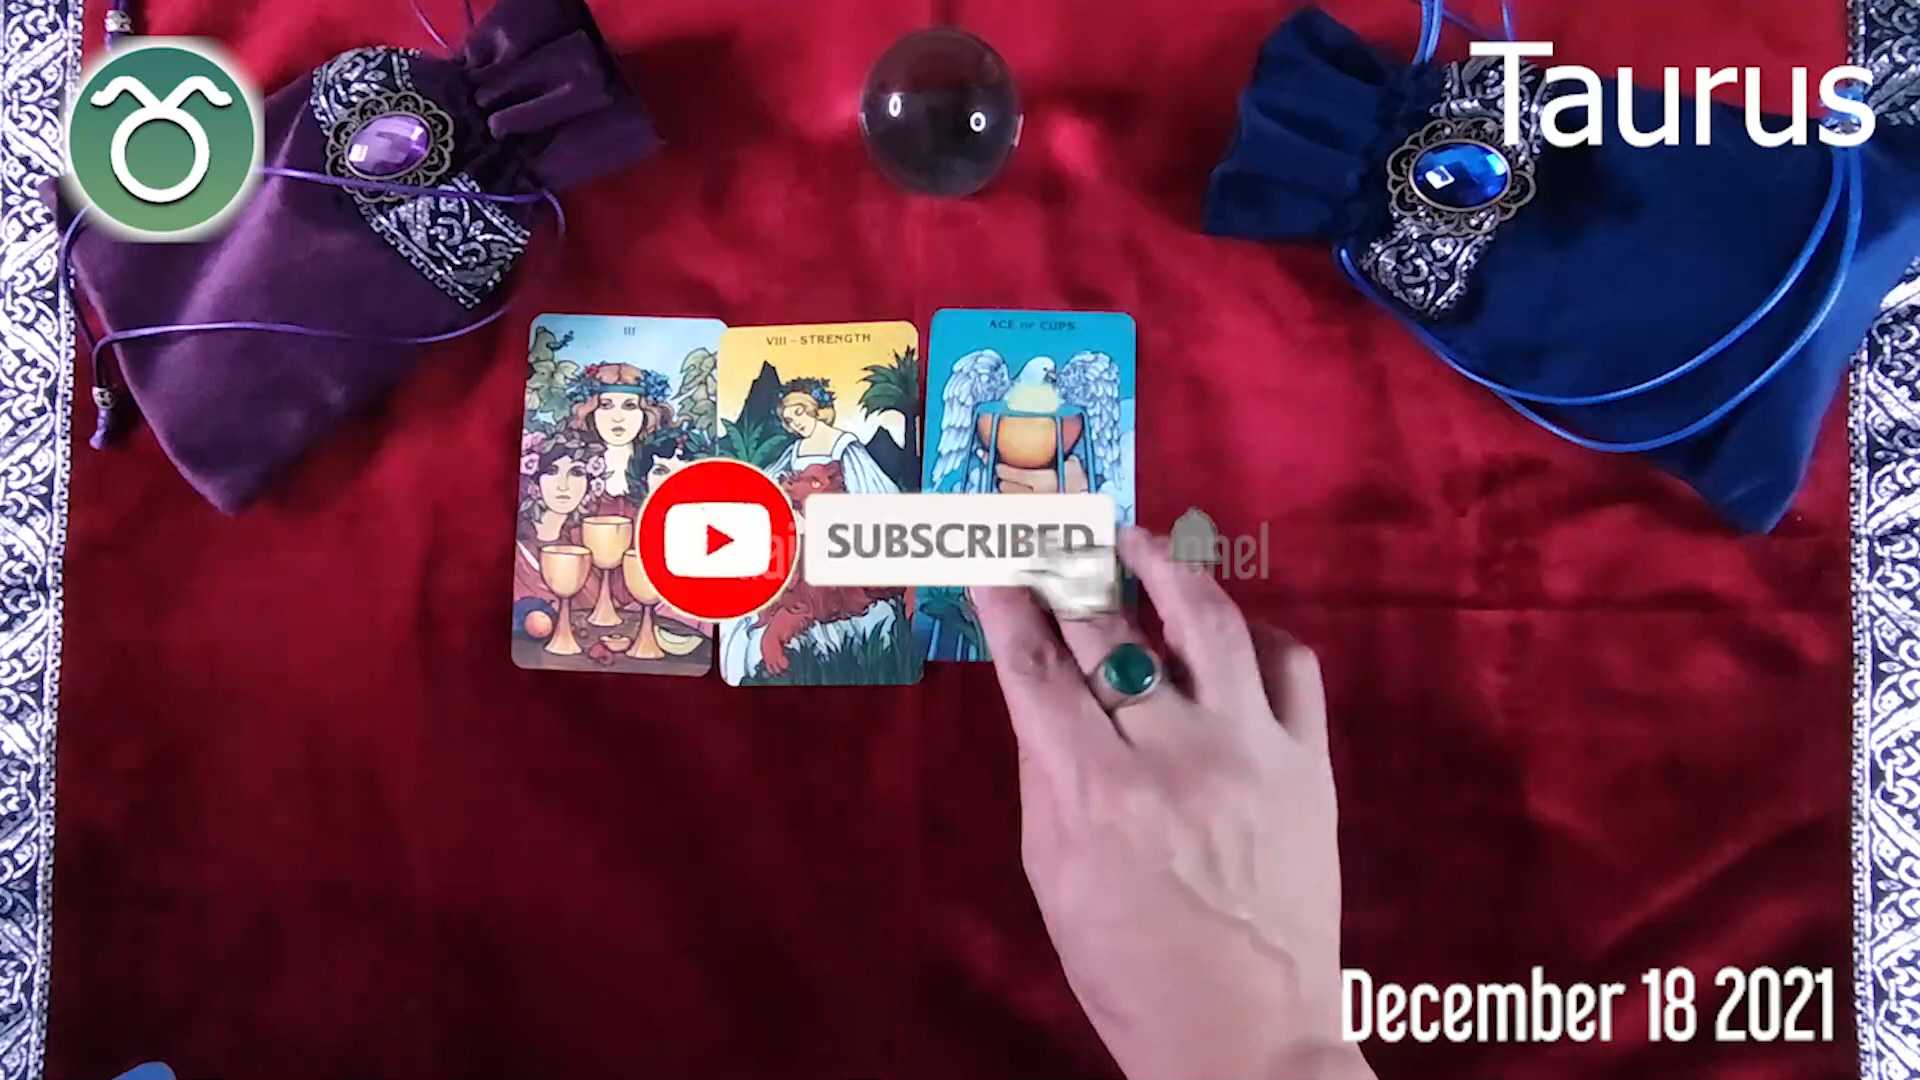 Taurus
III
VIII - STRENGTH
ACE OF CUPS
SUBSCRIBED
December 18 2021